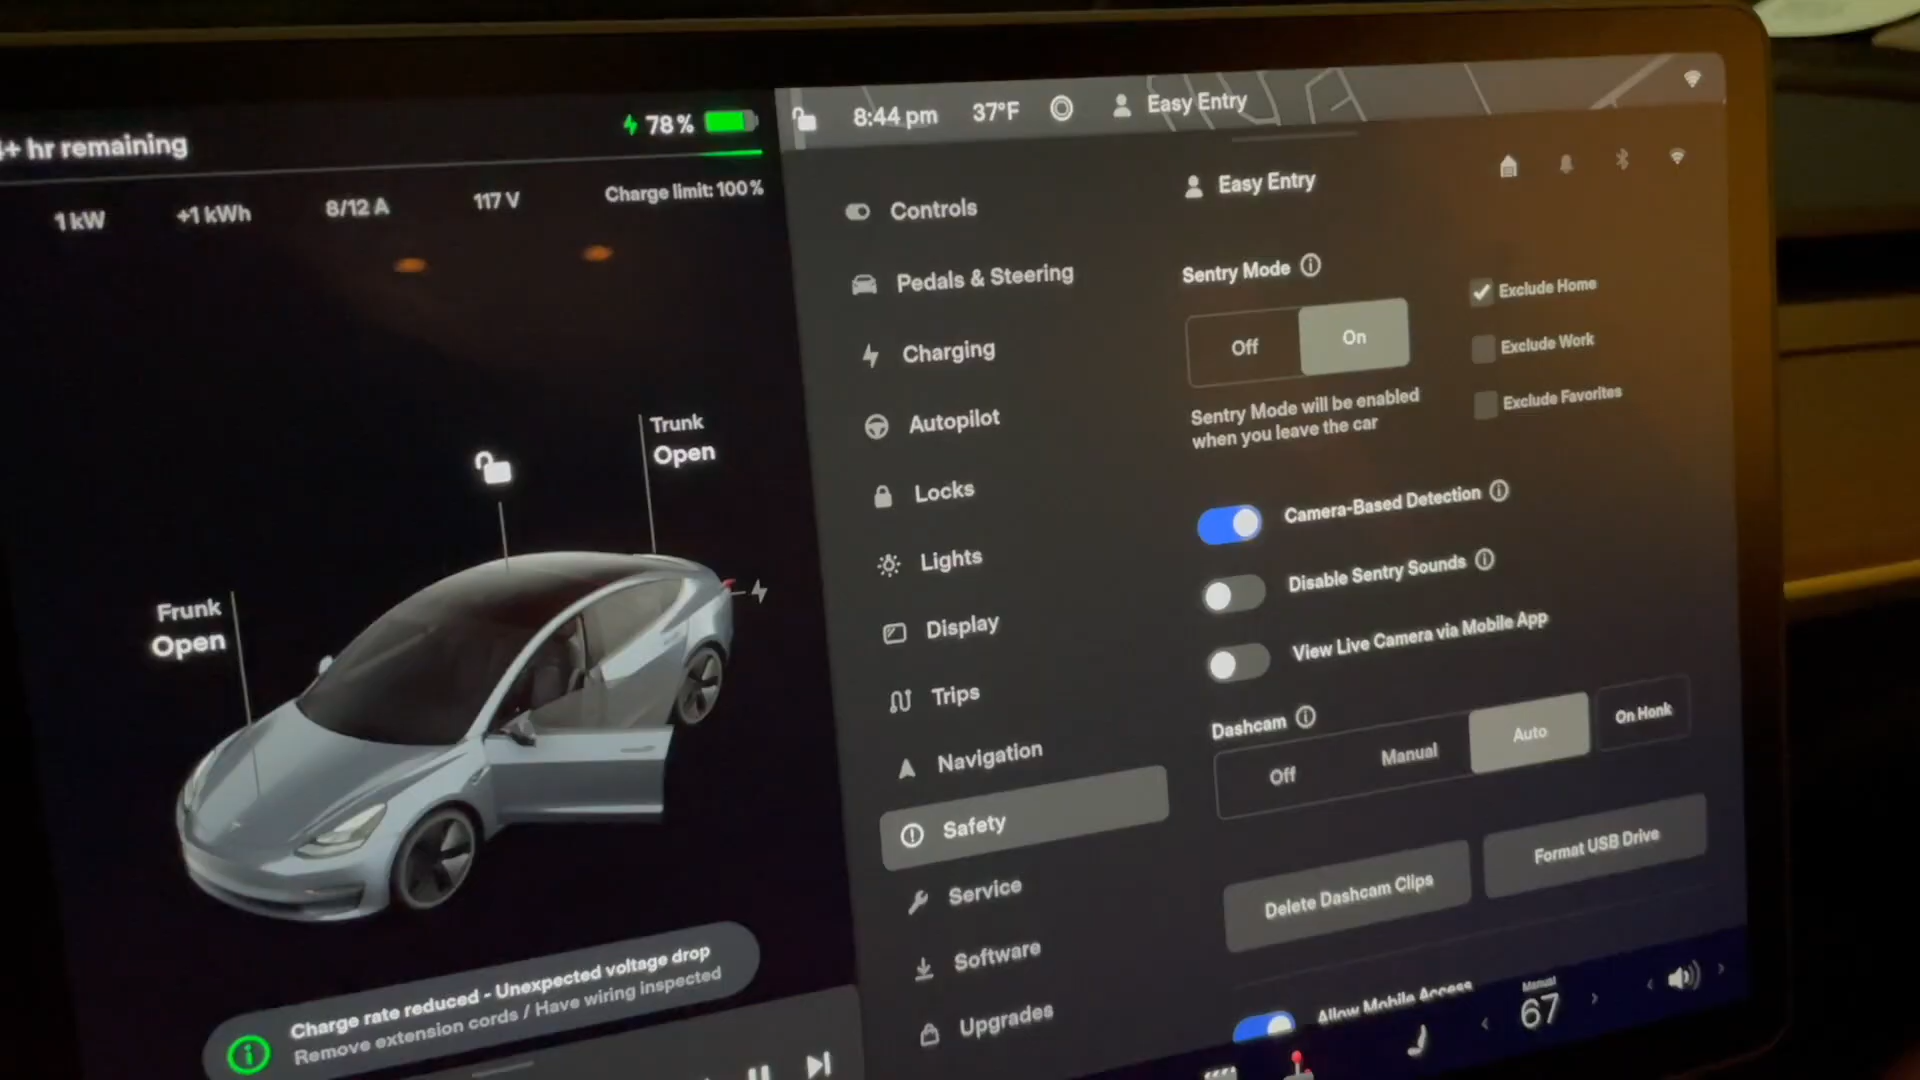 + hr remaining
78%
1 kW
+1 kWh
8/12 A
117 V
Charge limit: 100%
Trunk
Open
Frunk
Open
Charge rate reduced - Unexpected voltage drop
Remove extension cords / Have wiring inspected
8:44 pm
37°F
Easy Entry
Controls
Pedals & Steering
Charging
Autopilot
Locks
Lights
Display
Trips
Navigation
Safety
Service
Software
Upgrades
Easy Entry
Sentry Mode
Off
On
Exclude Home
Exclude Work
Exclude Favorites
Sentry Mode will be enabled
when you leave the car
Camera-Based Detection
Disable Sentry Sounds
View Live Camera via Mobile App
Dashcam
Off
Manual
Auto
On Honk
Delete Dashcam Clips
Format USB Drive
Allow Mobile Access
Manual
67